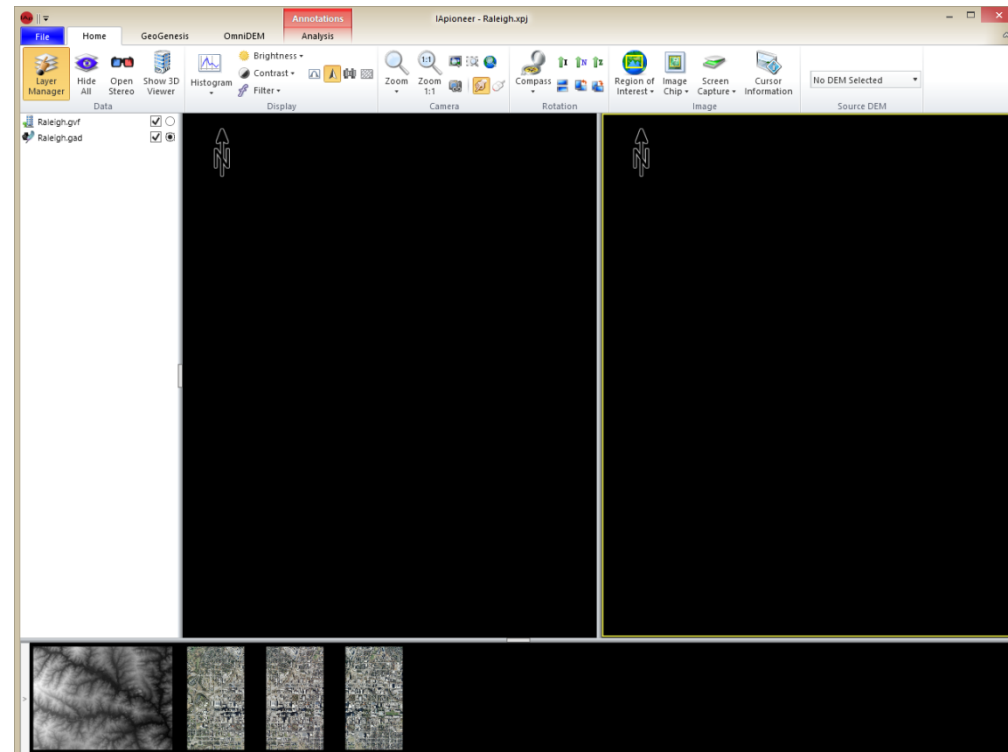 Annotations
IApioneer - Raleigh.xpj
File Home GeoGenesis OmniDEM Analysis
Layer Manager
Hide All
Open Stereo
Show 3D Viewer
Data
Histogram
Brightness
Contrast
Filter
Display
Zoom
Zoom 1:1
Camera
Compass
Rotation
Region of Interest
Image Chip
Screen Capture
Cursor Information
Image
No DEM Selected
Source DEM
Raleigh.gvf
Raleigh.gad
N N